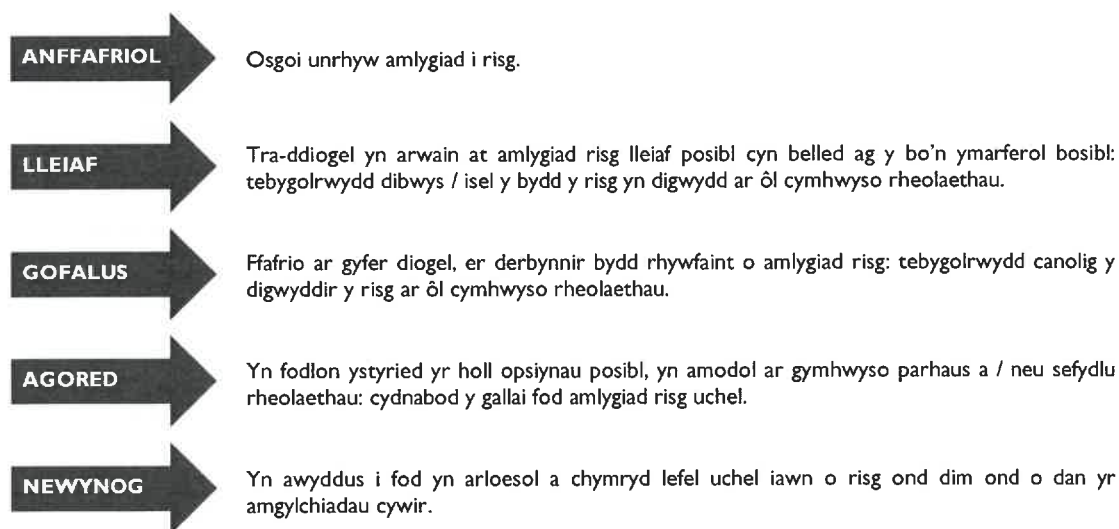 ANFFAFRIOL
Osgoi unrhyw amlygiad i risg.
LLEIAF
Tra-ddiogel yn arwain at amlygiad risg lleiaf posibl cyn belled ag y bo'n ymarferol bosibl:
tebygolrwydd dibwys / isel y bydd y risg yn digwydd ar ôl cymhwyso rheolaethau.
GOFALUS
Ffafrio ar gyfer diogel, er derbynnir bydd rhywfaint o amlygiad risg: tebygolrwydd canolig y
digwyddir y risg ar ôl cymhwyso rheolaethau.
AGORED
Yn fodlon ystyried yr holl opsiynau posibl, yn amodol ar gymhwyso parhaus a / neu sefydlu
rheolaethau: cydnabod y gallai fod amlygiad risg uchel.
NEWYNOG
Yn awyddus i fod yn arloesol a chymryd lefel uchel iawn o risg ond dim ond o dan yr
amgylchiadau cywir.